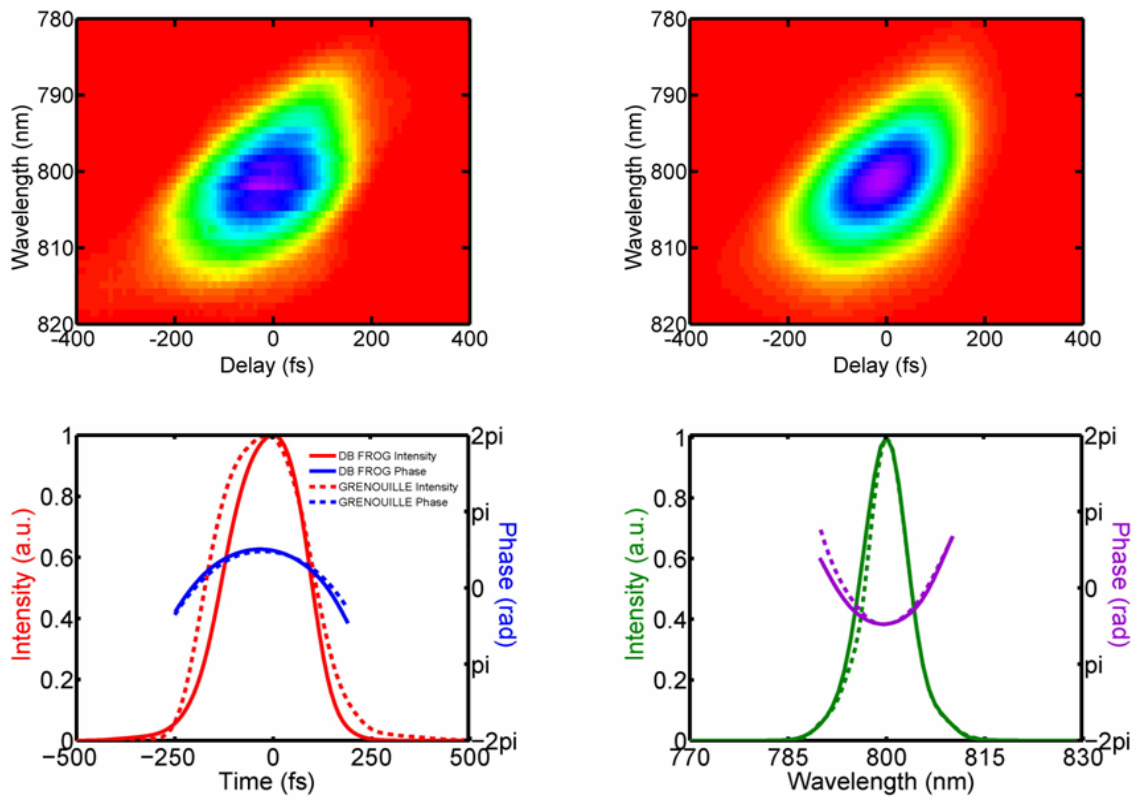 780
790
800
810
820
-400
-200
0
200
400
Wavelength (nm)
Delay (fs)
780
790
800
810
820
-400
-200
0
200
400
Wavelength (nm)
Delay (fs)
1
0.8
0.6
0.4
0.2
0
Intensity (a.u.)
DB FROG Intensity
DB FROG Phase
GRENOUILLE Intensity
GRENOUILLE Phase
2pi
pi
0
pi
−2pi
Phase (rad)
−500
−250
0
250
500
Time (fs)
1
0.8
0.6
0.4
0.2
0
Intensity (a.u.)
2pi
pi
0
pi
−2pi
Phase (rad)
770
785
800
815
830
Wavelength (nm)